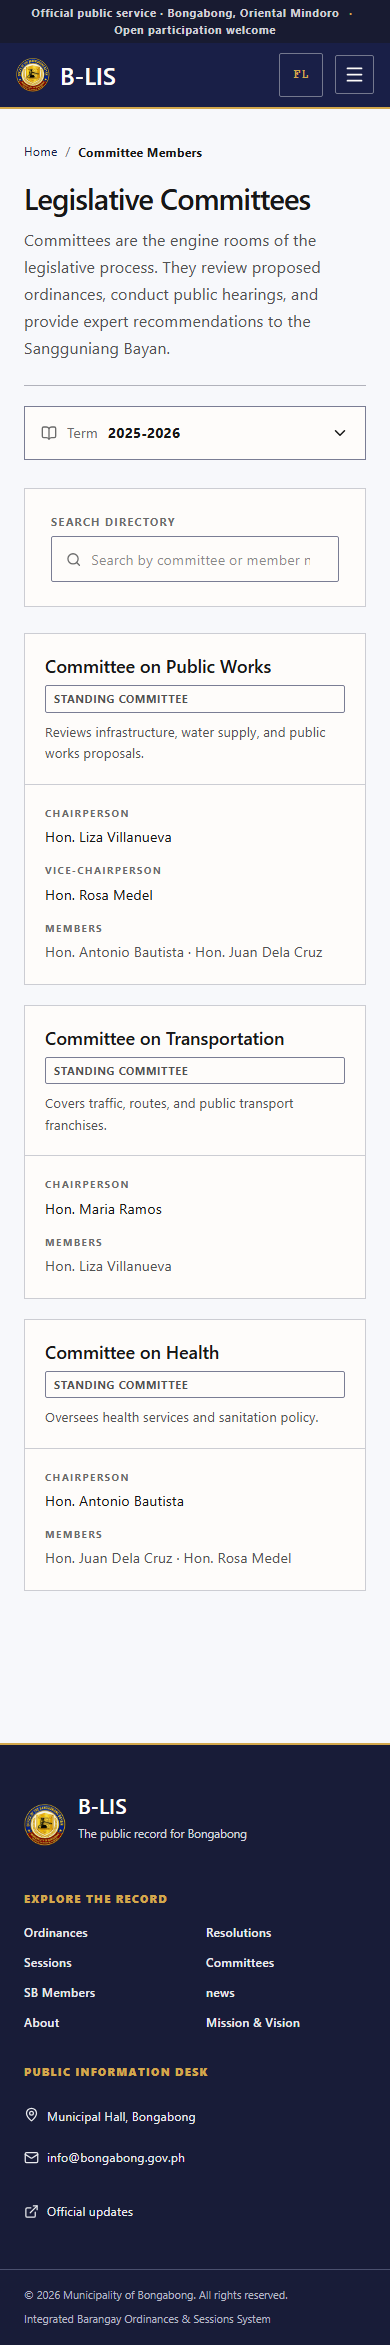 Official public service · Bongabong, Oriental Mindoro ·
Open participation welcome
B-LIS
FL
Home / Committee Members
Legislative Committees
Committees are the engine rooms of the
legislative process. They review proposed
ordinances, conduct public hearings, and
provide expert recommendations to the
Sangguniang Bayan.
Term 2025-2026
SEARCH DIRECTORY
Search by committee or member n
Committee on Public Works
STANDING COMMITTEE
Reviews infrastructure, water supply, and public
works proposals.
CHAIRPERSON
Hon. Liza Villanueva
VICE-CHAIRPERSON
Hon. Rosa Medel
MEMBERS
Hon. Antonio Bautista · Hon. Juan Dela Cruz
Committee on Transportation
STANDING COMMITTEE
Covers traffic, routes, and public transport
franchises.
CHAIRPERSON
Hon. Maria Ramos
MEMBERS
Hon. Liza Villanueva
Committee on Health
STANDING COMMITTEE
Oversees health services and sanitation policy.
CHAIRPERSON
Hon. Antonio Bautista
MEMBERS
Hon. Juan Dela Cruz · Hon. Rosa Medel
B-LIS
The public record for Bongabong
EXPLORE THE RECORD
Ordinances Resolutions
Sessions Committees
SB Members news
About Mission & Vision
PUBLIC INFORMATION DESK
Municipal Hall, Bongabong
info@bongabong.gov.ph
Official updates
© 2026 Municipality of Bongabong. All rights reserved.
Integrated Barangay Ordinances & Sessions System